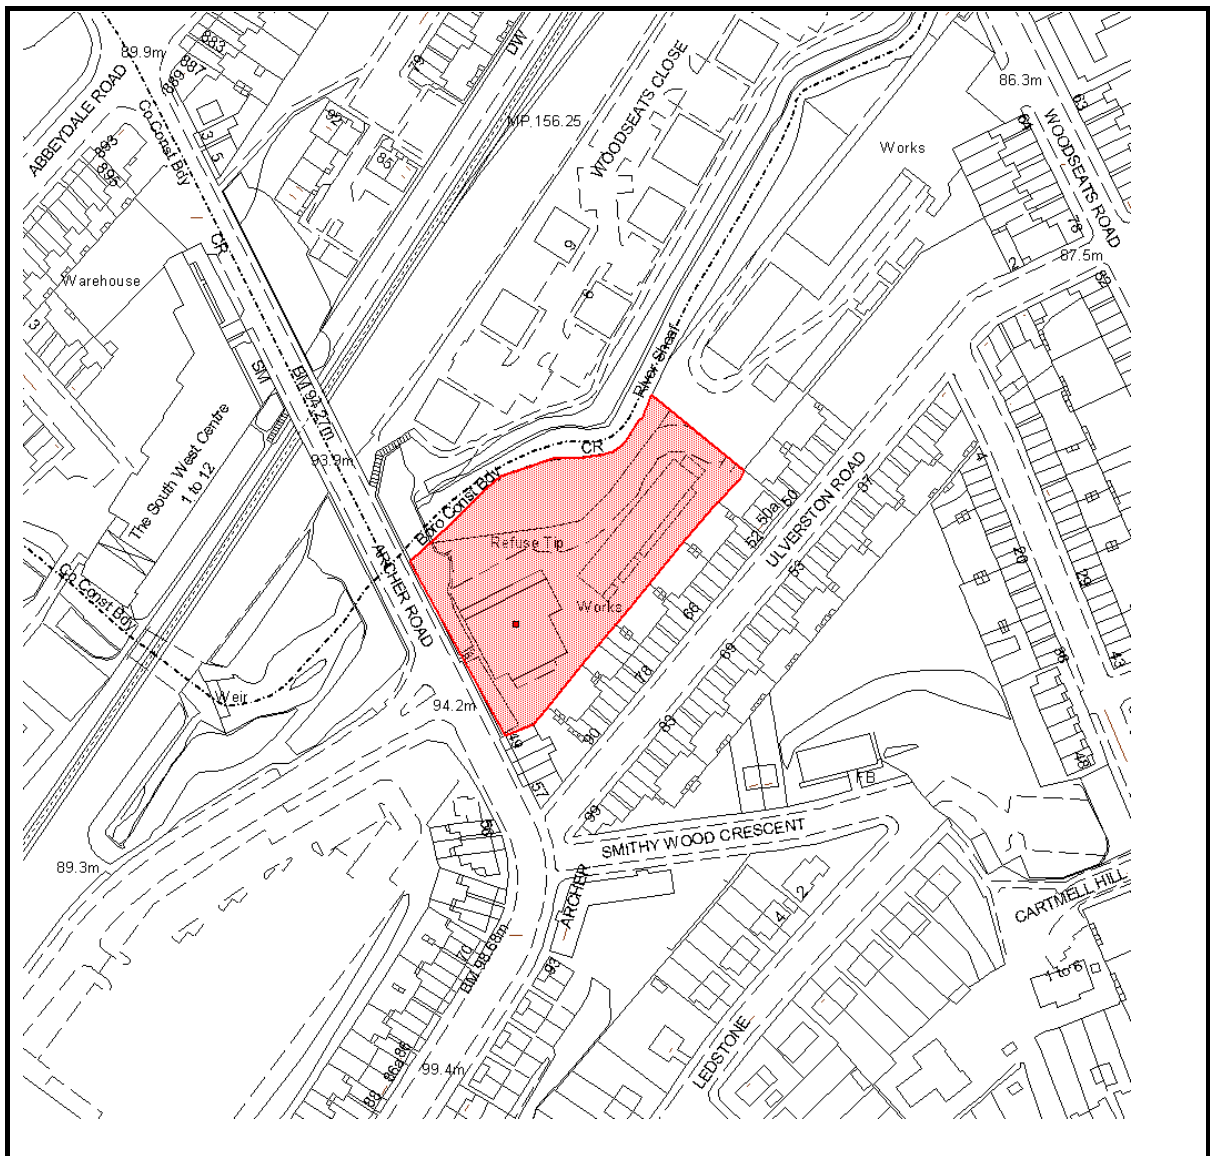 89.9m
883
887
889
ABBEYDALE ROAD
Co Const Bdy
893
895
3
5
CR
79
DW
92
85
MP 156.25
WOODSEATS CLOSE
9
6
86.3m
63
64
WOODSEATS ROAD
Works
78
87.5m
2
82
Warehouse
3
SM
BM 94.27m
93.9m
The South West Centre
1 to 12
River Sheaf
CR
Boro Const Bdy
Refuse Tip
Works
ARCHER ROAD
Co Const Bdy
Weir
94.2m
50
50a
52
ULVERSTON ROAD
37
53
66
69
78
83
90
99
49
57
4
20
29
36
43
48
FB
SMITHY WOOD CRESCENT
CARTMELL HILL
58
89.3m
ARCHER
70
BM 98.68m
93
2
4
1 to 6
LEDSTONE
86
86a
88
99.4m